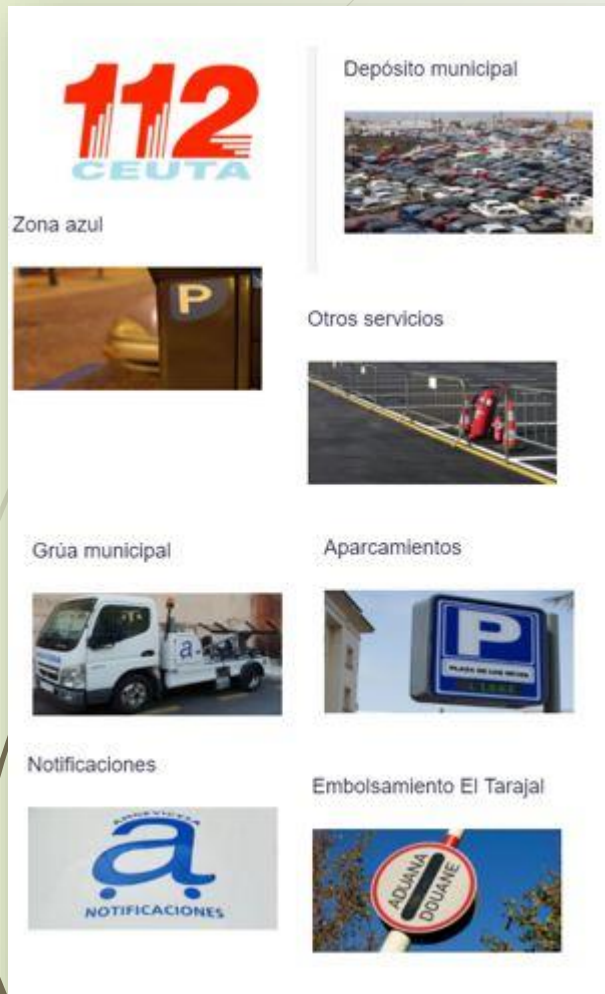 112
CEUTA
Depósito municipal
Zona azul
P
Otros servicios
Grúa municipal
Aparcamientos
a
P
PLAZA DE LOS REYES
Notificaciones
Embolsamiento El Tarajal
AMGEVICESA
a
NOTIFICACIONES
ADUANA
DOUANE